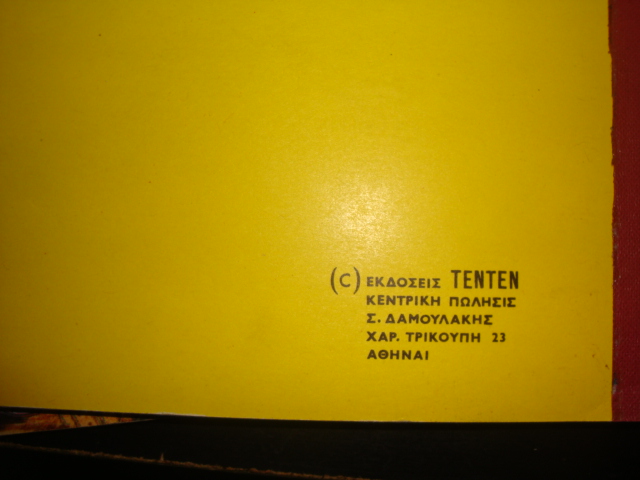 (C) ΕΚΔΟΣΕΙΣ ΤΕΝΤΕΝ
ΚΕΝΤΡΙΚΗ ΠΩΛΗΣΙΣ
Σ. ΔΑΜΟΥΛΑΚΗΣ
ΧΑΡ. ΤΡΙΚΟΥΠΗ 23
ΑΘΗΝΑΙ